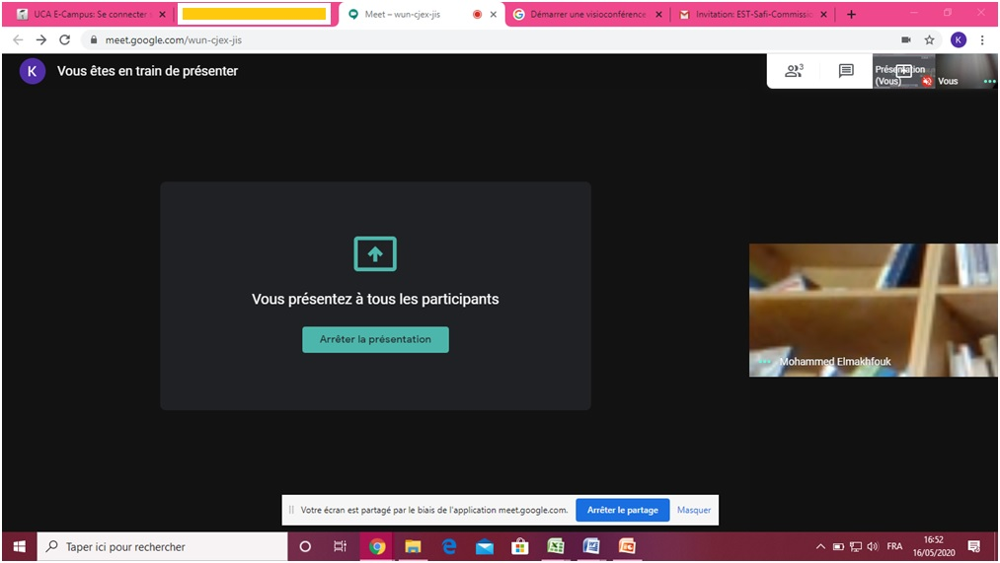 UCA E-Campus: Se connecter
Meet – wun-cjex-jis
Démarrer une visioconférence
Invitation: EST-Safi-Commissio
meet.google.com/wun-cjex-jis
K
K
Vous êtes en train de présenter
3
Présentation
(Vous)
Vous
Vous présentez à tous les participants
Arrêter la présentation
Mohammed Elmakhfouk
Votre écran est partagé par le biais de l'application meet.google.com.
Arrêter le partage
Masquer
Taper ici pour rechercher
FRA
16:52
16/05/2020